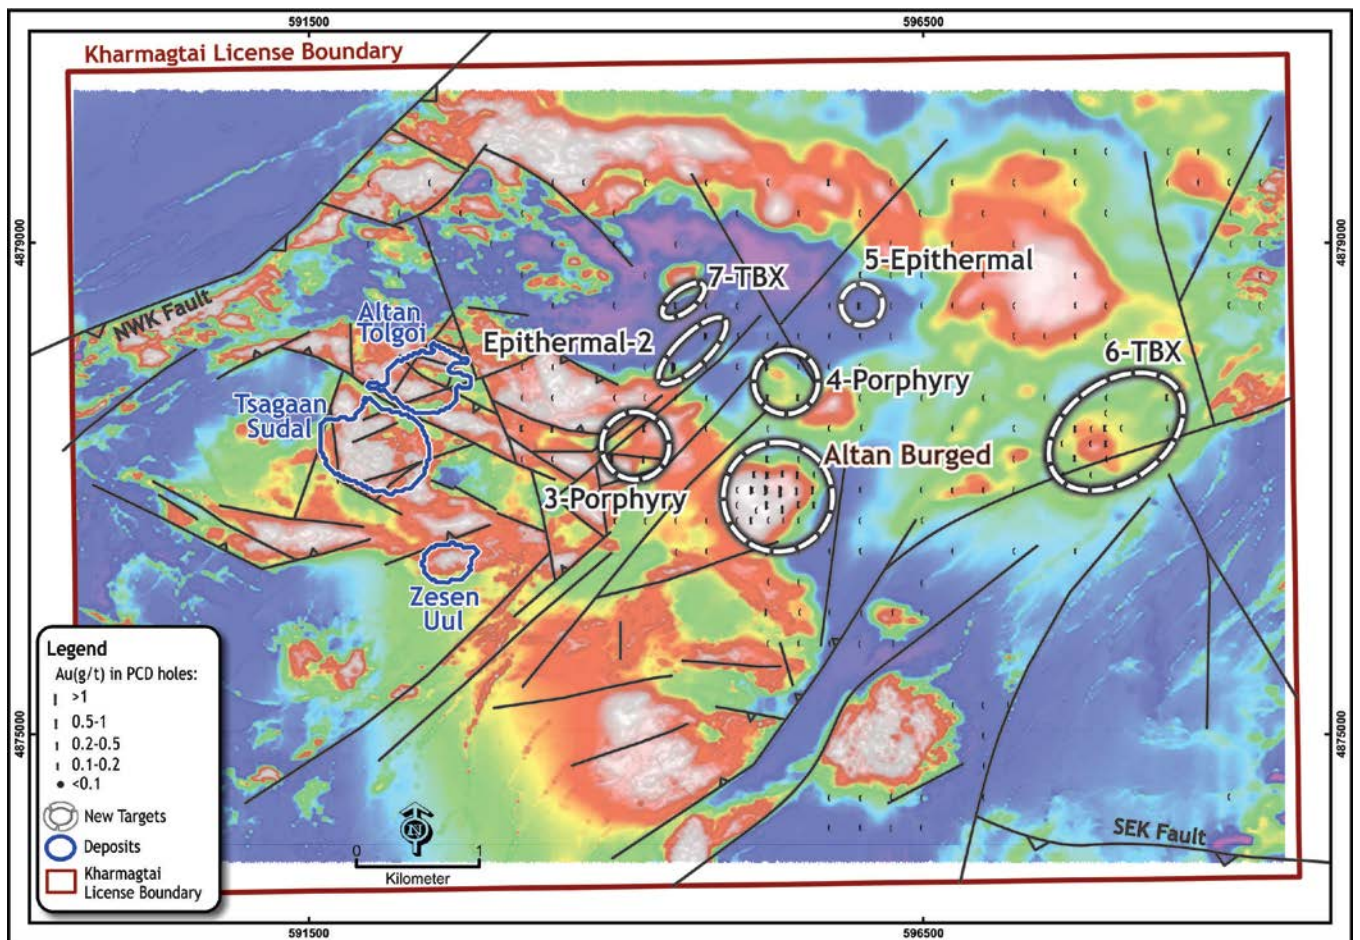 591500
596500
Kharmagtai License Boundary
4879000
4879000
NWK Fault
7-TBX
5-Epithermal
Altan
Tolgoi
Epithermal-2
6-TBX
4-Porphyry
Tsagaan
Sudal
Altan Burged
3-Porphyry
Zesen
Uul
Legend
Au(g/t) in PCD holes:
>1
0.5-1
0.2-0.5
0.1-0.2
<0.1
New Targets
Deposits
Kharmagtai
License Boundary
4875000
4875000
N
0 1
Kilometer
SEK Fault
591500
596500